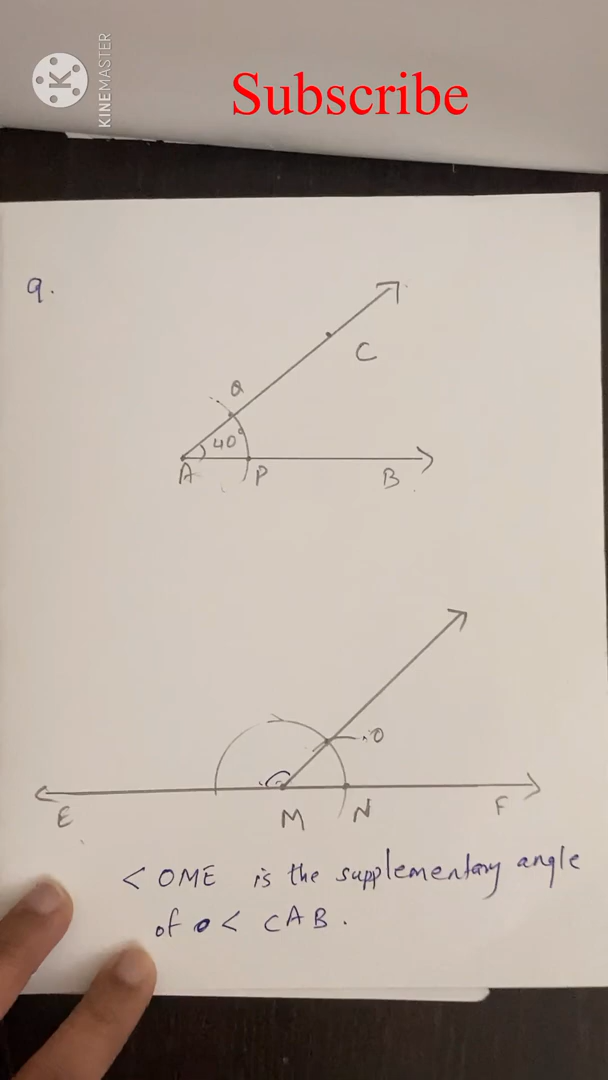 KINEMASTER
Subscribe
9.
C
Q
40°
A P B
O
E M N F
< OME is the supplementary angle
of < CAB.